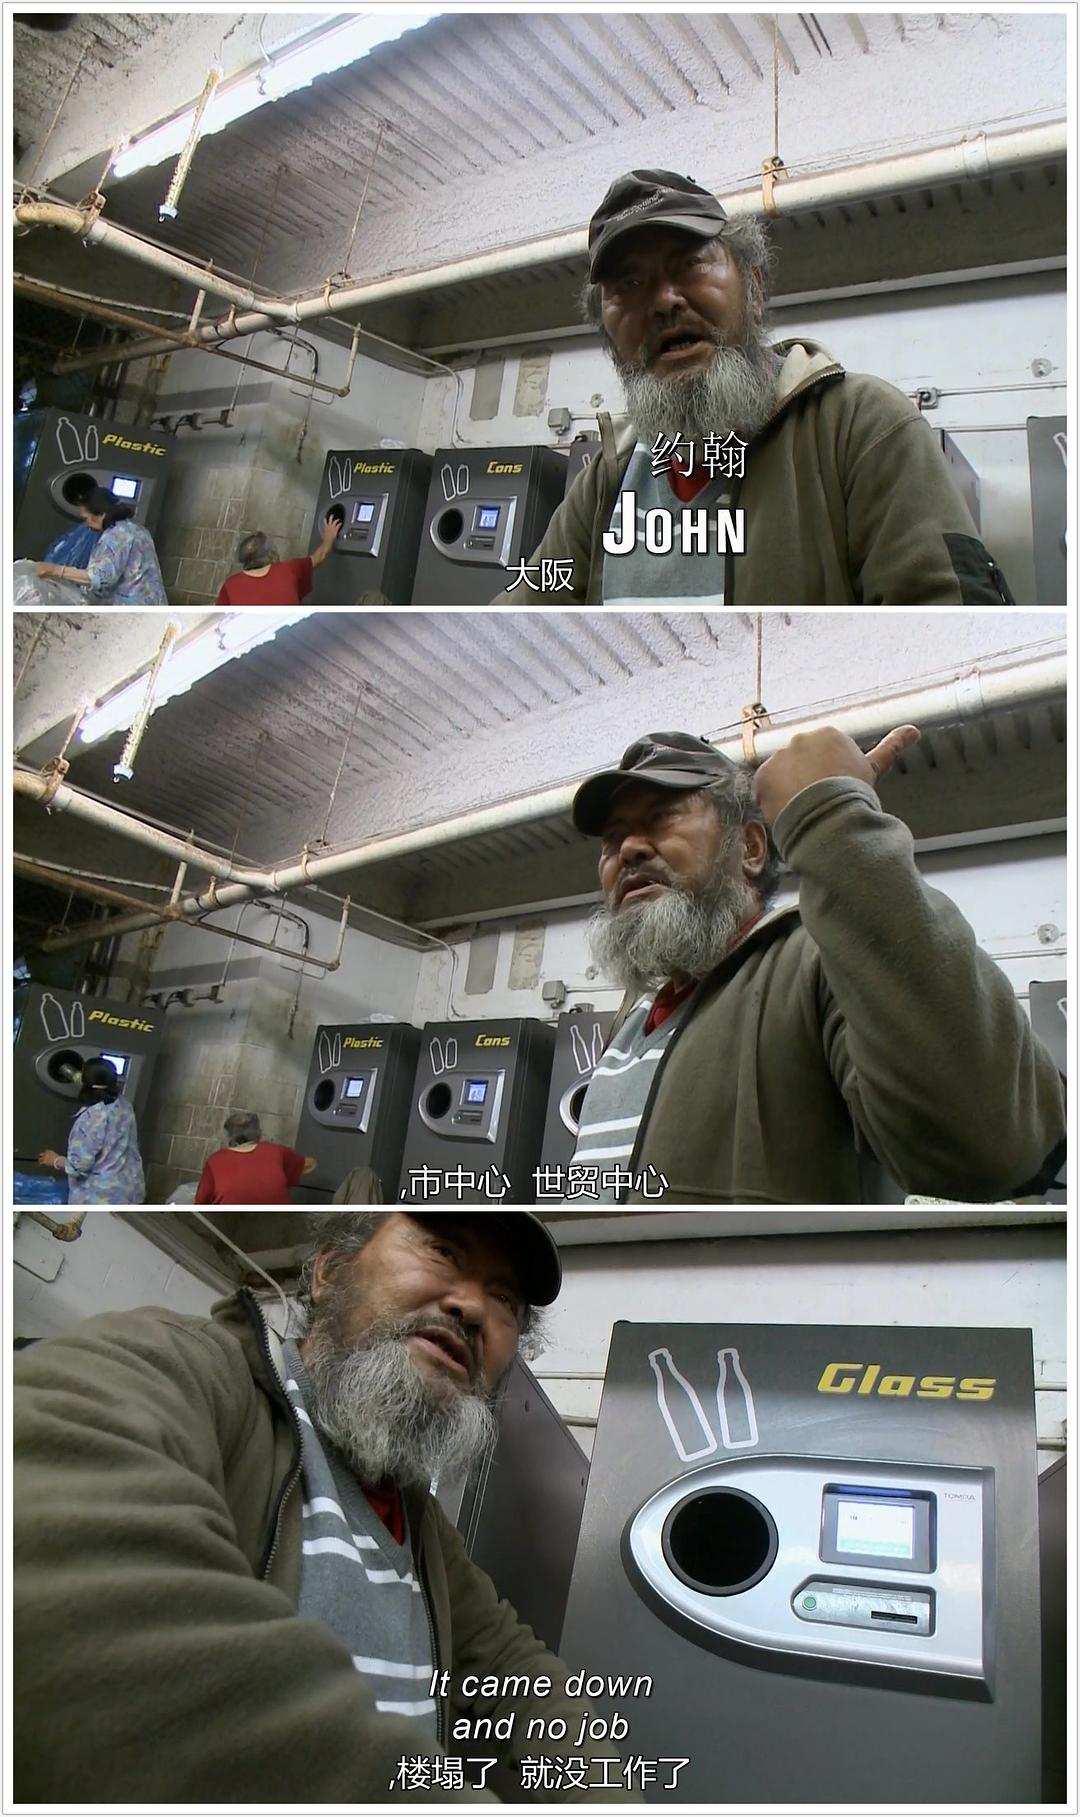 Plastic
Plastic
Cans
约翰
JOHN
大阪
Plastic
Plastic
Cans
,市中心 世贸中心
Glass
TOMRA
It came down
and no job
,楼塌了 就没工作了